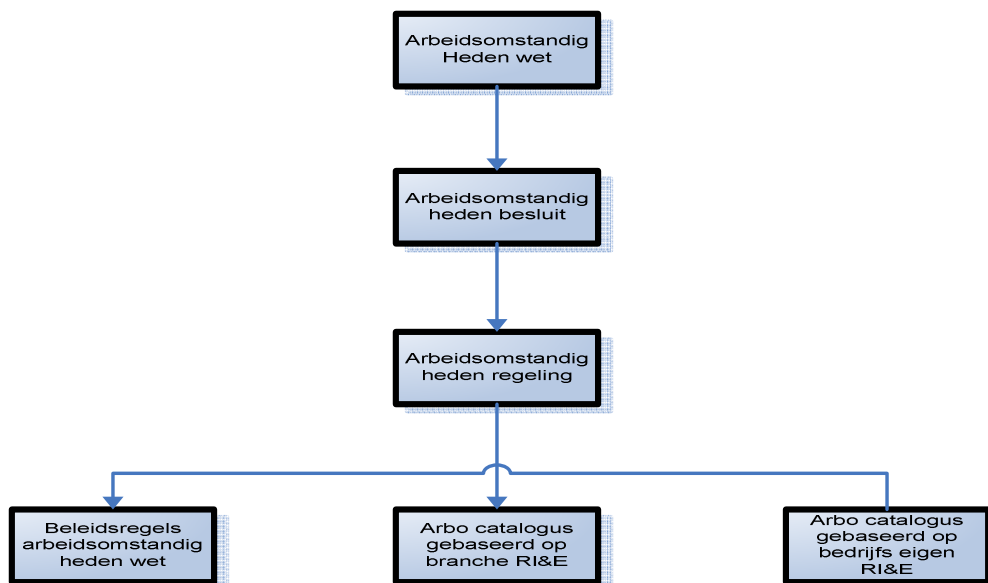 Arbeidsomstandig
Heden wet
Arbeidsomstandig
heden besluit
Arbeidsomstandig
heden regeling
Beleidsregels
arbeidsomstandig
heden wet
Arbo catalogus
gebaseerd op
branche RI&E
Arbo catalogus
gebaseerd op
bedrijfs eigen
RI&E